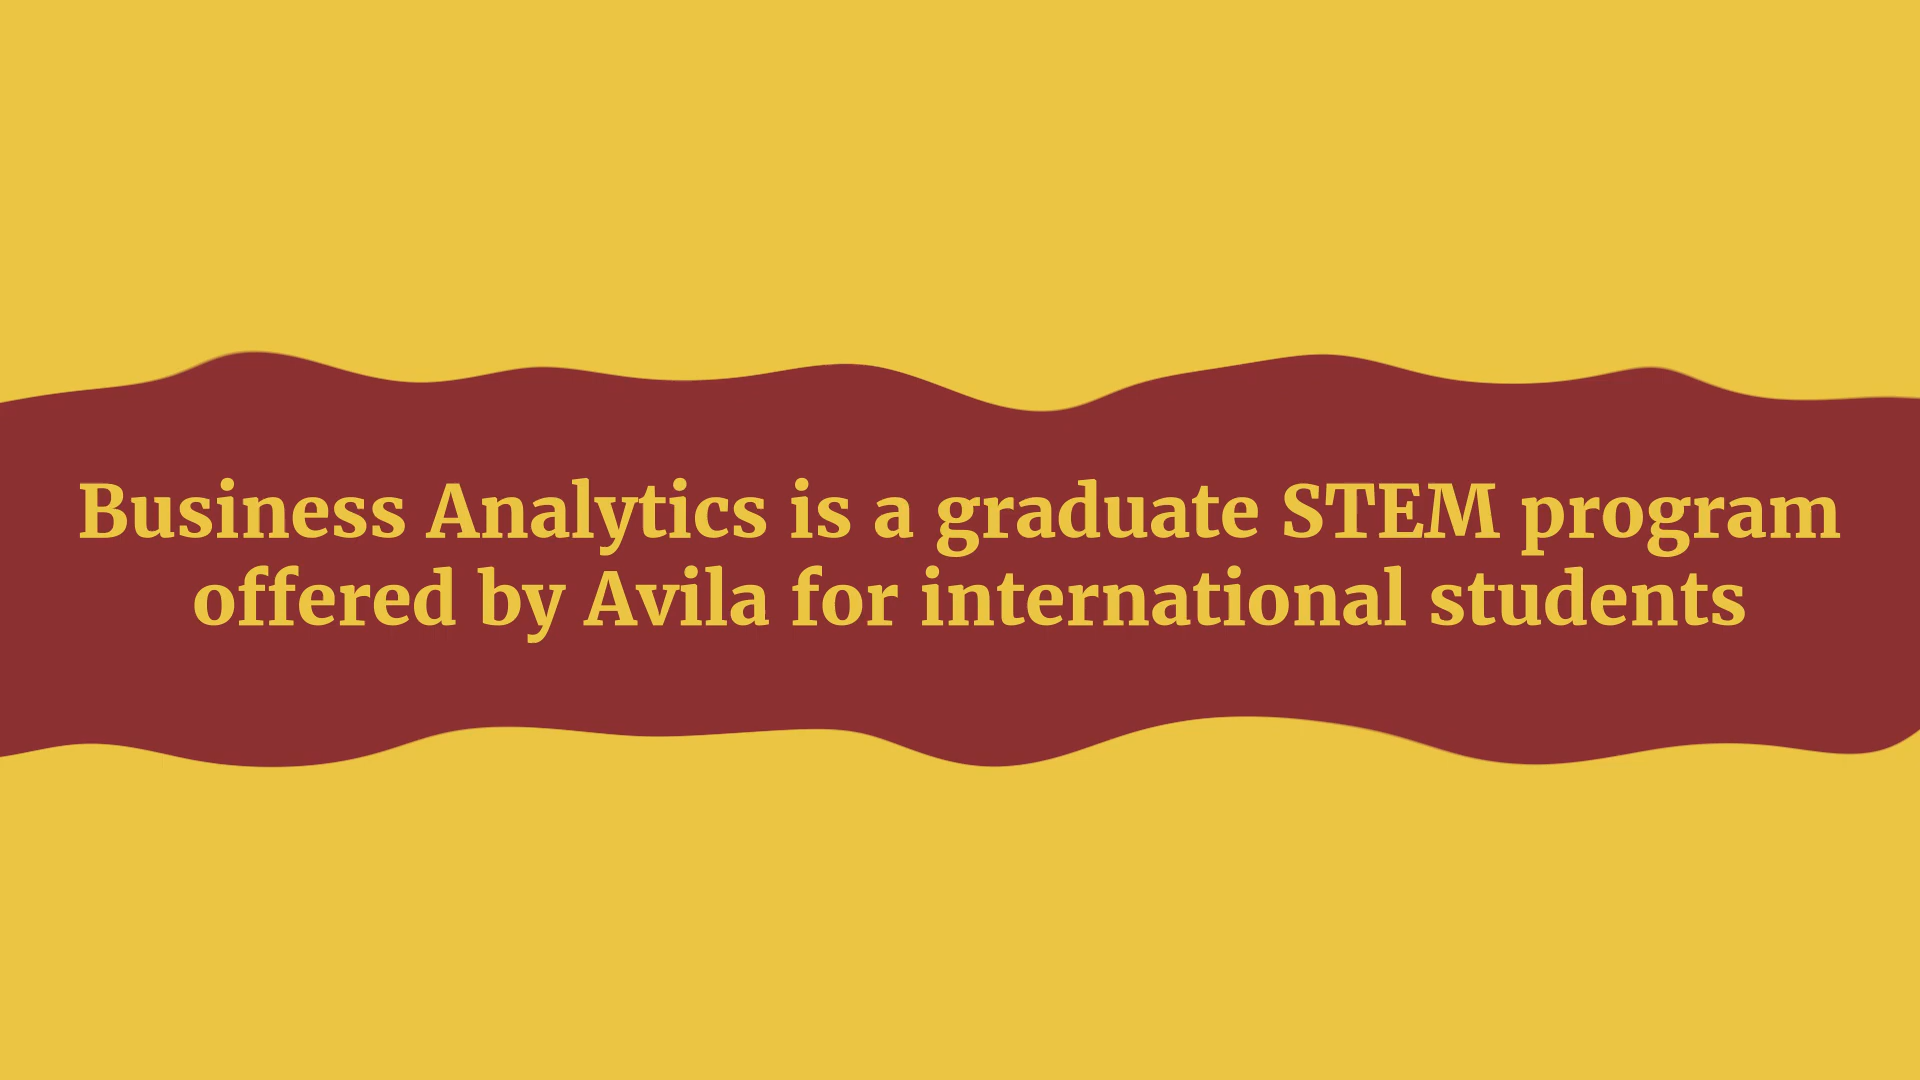 Business Analytics is a graduate STEM program
offered by Avila for international students